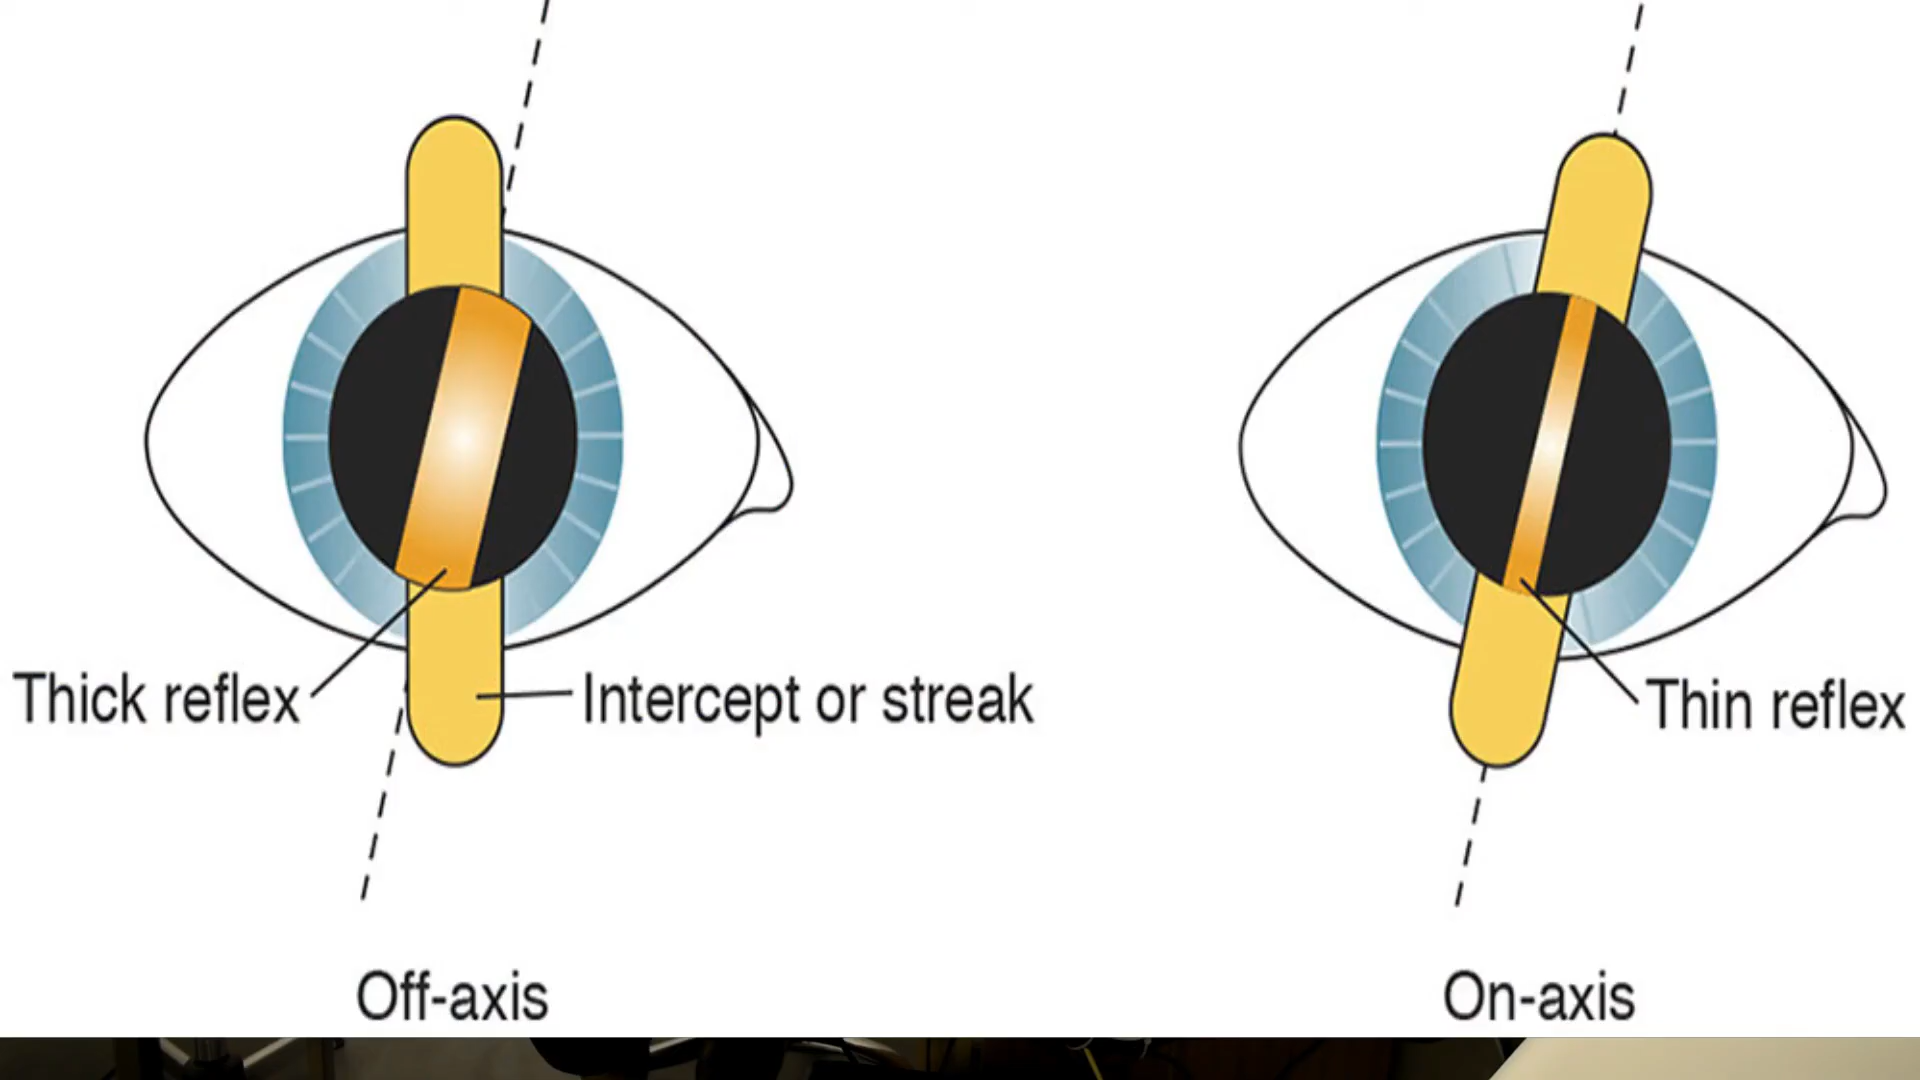 Thick reflex
Intercept or streak
Thin reflex
Off-axis
On-axis